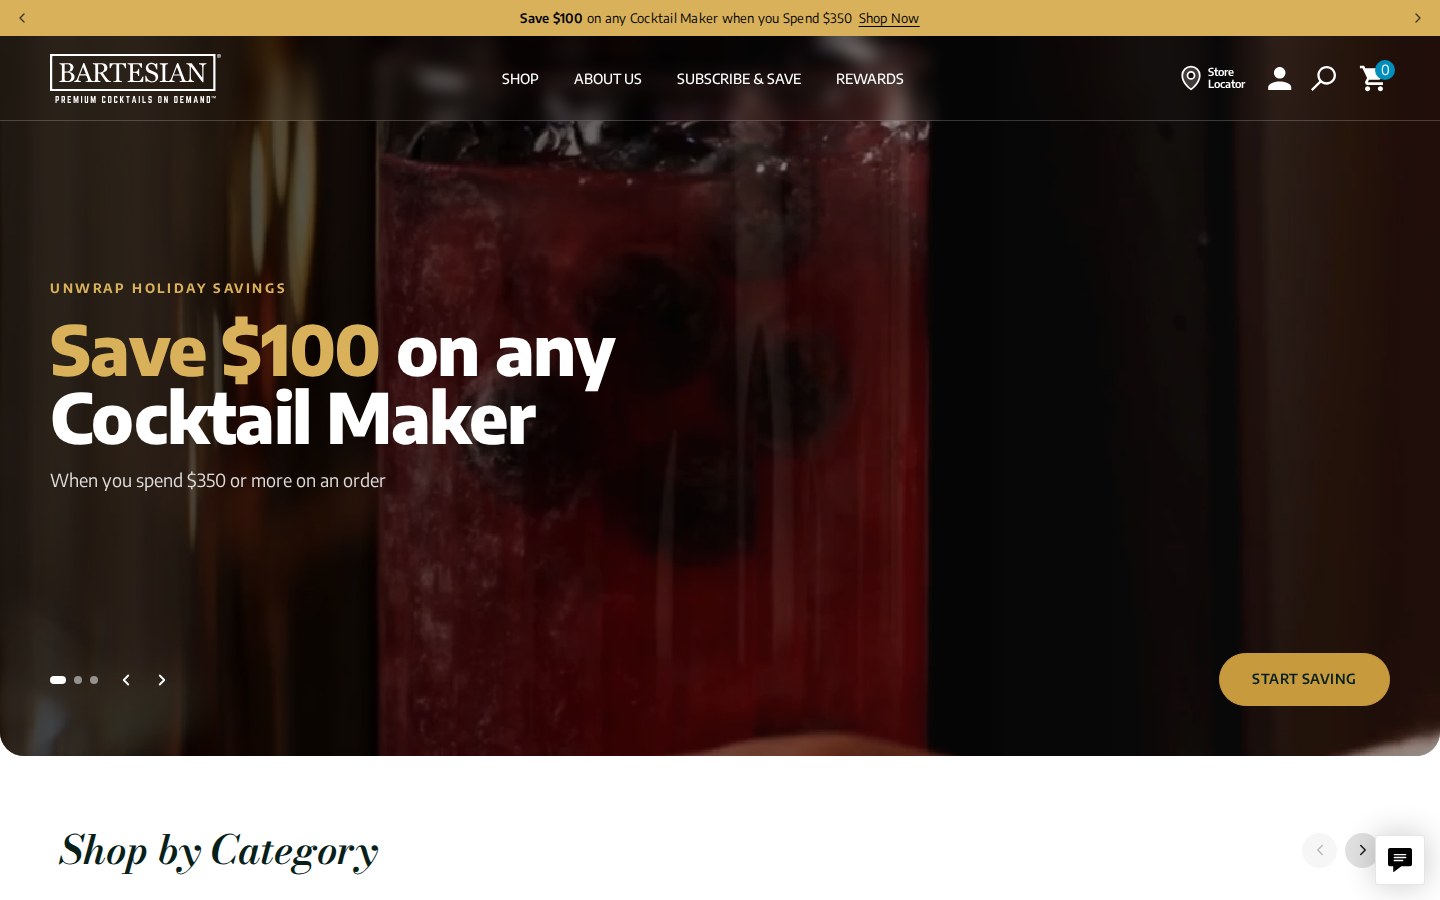 Save $100 on any Cocktail Maker when you Spend $350 Shop Now
BARTESIAN®
PREMIUM COCKTAILS ON DEMAND™
SHOP
ABOUT US
SUBSCRIBE & SAVE
REWARDS
Store
Locator
0
UNWRAP HOLIDAY SAVINGS
Save $100 on any
Cocktail Maker
When you spend $350 or more on an order
START SAVING
Shop by Category